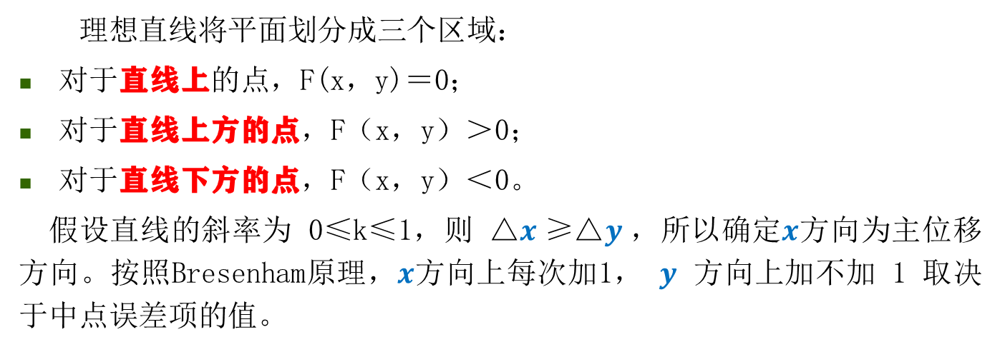 理想直线将平面划分成三个区域：
■ 对于直线上的点，F(x，y)＝0；
■ 对于直线上方的点，F（x，y）＞0；
■ 对于直线下方的点，F（x，y）＜0。
假设直线的斜率为 0≤k≤1，则 △x ≥△y ，所以确定x方向为主位移
方向。按照Bresenham原理，x方向上每次加1， y 方向上加不加 1 取决
于中点误差项的值。